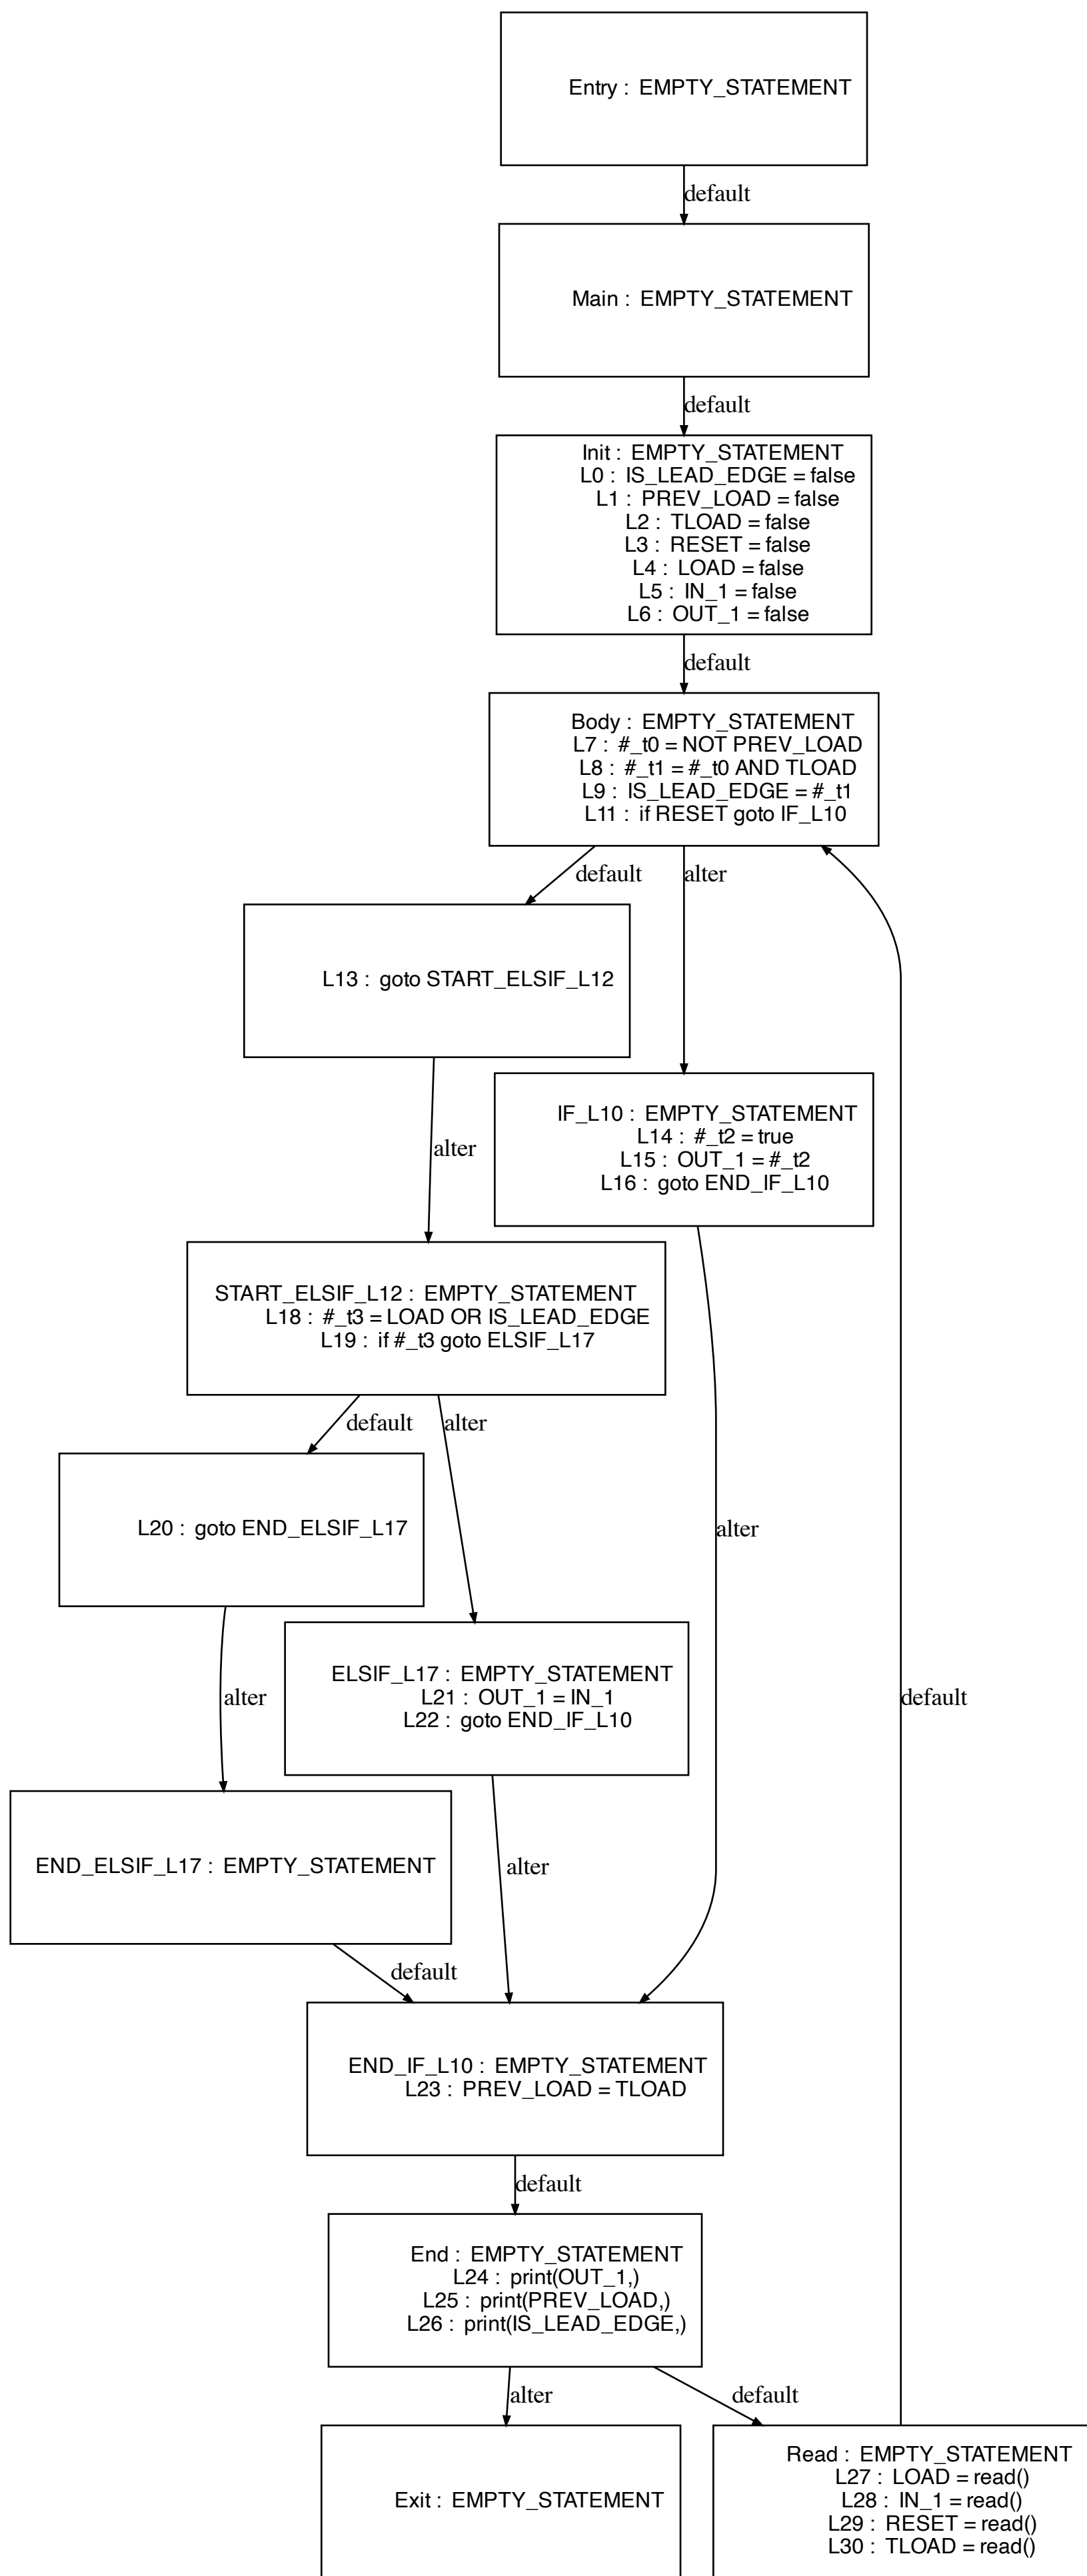 Entry : EMPTY_STATEMENT
default
Main : EMPTY_STATEMENT
default
Init : EMPTY_STATEMENT
L0 : IS_LEAD_EDGE = false
L1 : PREV_LOAD = false
L2 : TLOAD = false
L3 : RESET = false
L4 : LOAD = false
L5 : IN_1 = false
L6 : OUT_1 = false
default
Body : EMPTY_STATEMENT
L7 : #_t0 = NOT PREV_LOAD
L8 : #_t1 = #_t0 AND TLOAD
L9 : IS_LEAD_EDGE = #_t1
L11 : if RESET goto IF_L10
default
alter
L13 : goto START_ELSIF_L12
IF_L10 : EMPTY_STATEMENT
L14 : #_t2 = true
L15 : OUT_1 = #_t2
L16 : goto END_IF_L10
alter
START_ELSIF_L12 : EMPTY_STATEMENT
L18 : #_t3 = LOAD OR IS_LEAD_EDGE
L19 : if #_t3 goto ELSIF_L17
default
alter
L20 : goto END_ELSIF_L17
alter
ELSIF_L17 : EMPTY_STATEMENT
L21 : OUT_1 = IN_1
L22 : goto END_IF_L10
alter
default
END_ELSIF_L17 : EMPTY_STATEMENT
alter
default
END_IF_L10 : EMPTY_STATEMENT
L23 : PREV_LOAD = TLOAD
default
End : EMPTY_STATEMENT
L24 : print(OUT_1,)
L25 : print(PREV_LOAD,)
L26 : print(IS_LEAD_EDGE,)
alter
default
Exit : EMPTY_STATEMENT
Read : EMPTY_STATEMENT
L27 : LOAD = read()
L28 : IN_1 = read()
L29 : RESET = read()
L30 : TLOAD = read()